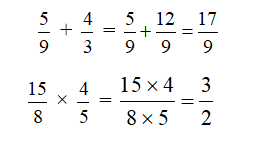 5/9 + 4/3 = 5/9 + 12/9 = 17/9
15/8 × 4/5 = 15 × 4/8 × 5 = 3/2